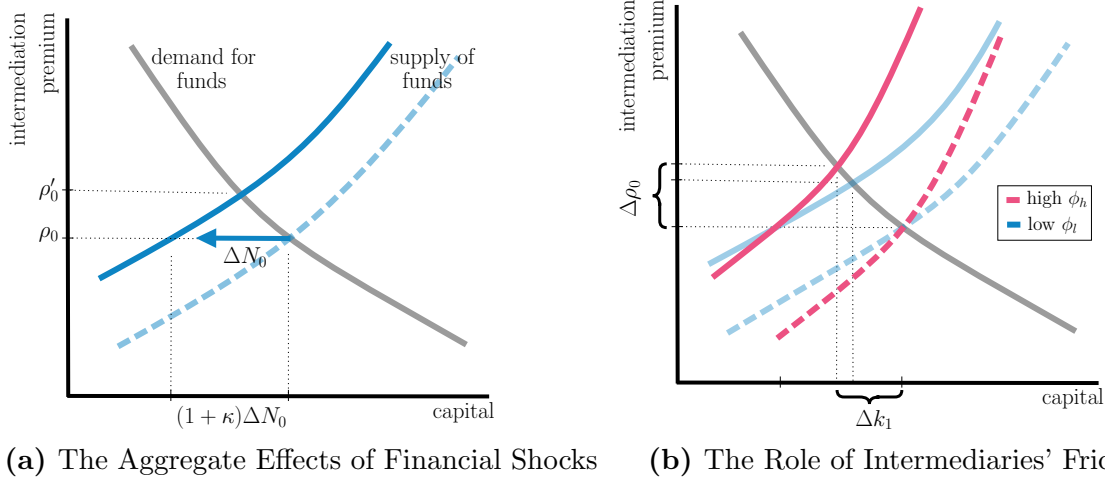 intermediation
premium
demand for
funds
supply of
funds
ρ′₀
ρ₀
ΔN₀
(1 + κ)ΔN₀
capital
(a) The Aggregate Effects of Financial Shocks
intermediation
premium
Δρ₀
high ϕₕ
low ϕₗ
capital
Δk₁
(b) The Role of Intermediaries’